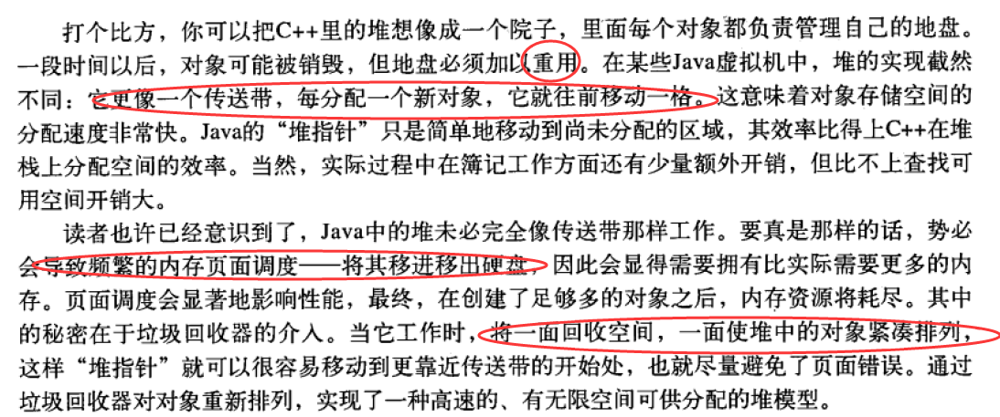 打个比方，你可以把C++里的堆想像成一个院子，里面每个对象都负责管理自己的地盘。
一段时间以后，对象可能被销毁，但地盘必须加以重用。在某些Java虚拟机中，堆的实现截然
不同：它更像一个传送带，每分配一个新对象，它就往前移动一格。这意味着对象存储空间的
分配速度非常快。Java的“堆指针”只是简单地移动到尚未分配的区域，其效率比得上C++在堆
栈上分配空间的效率。当然，实际过程中在簿记工作方面还有少量额外开销，但比不上查找可
用空间开销大。
读者也许已经意识到了，Java中的堆未必完全像传送带那样工作。要真是那样的话，势必
会导致频繁的内存页面调度——将其移进移出硬盘，因此会显得需要拥有比实际需要更多的内
存。页面调度会显著地影响性能，最终，在创建了足够多的对象之后，内存资源将耗尽。其中
的秘密在于垃圾回收器的介入。当它工作时，将一面回收空间，一面使堆中的对象紧凑排列，
这样“堆指针”就可以很容易移动到更靠近传送带的开始处，也就尽量避免了页面错误。通过
垃圾回收器对对象重新排列，实现了一种高速的、有无限空间可供分配的堆模型。